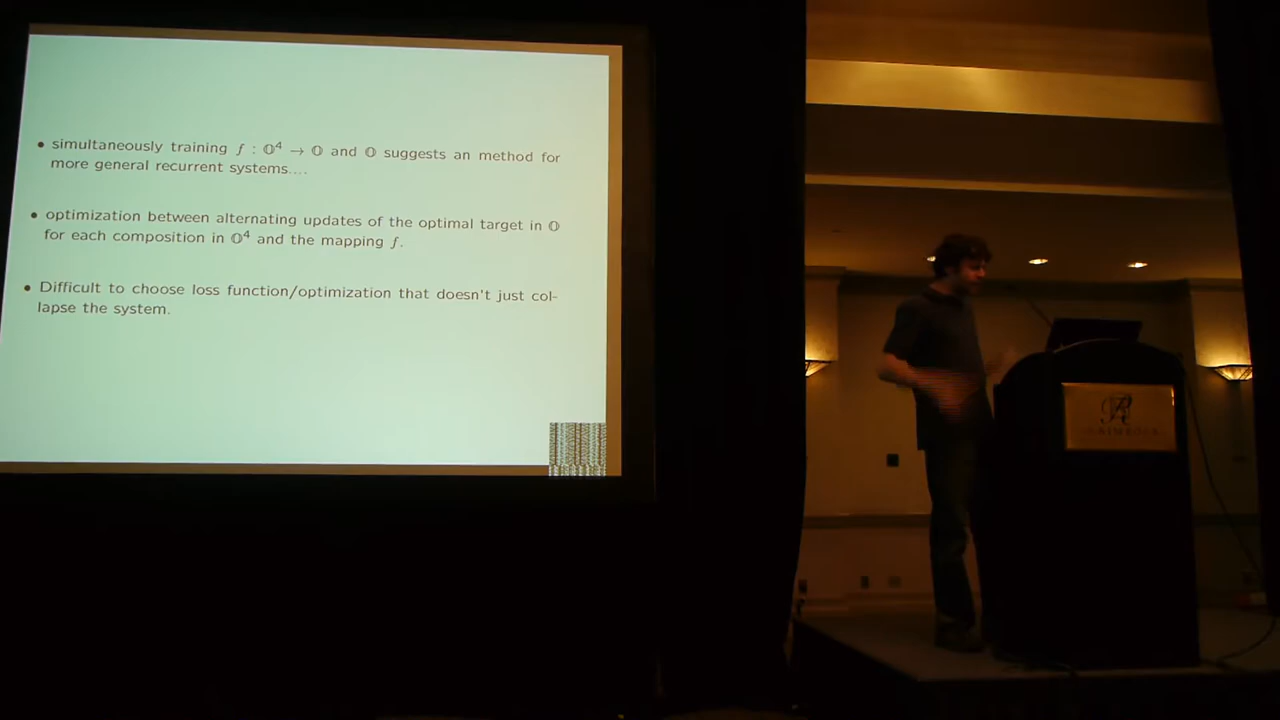 • simultaneously training f : 𝕆⁴ → 𝕆 and 𝕆 suggests an method for
more general recurrent systems....
• optimization between alternating updates of the optimal target in 𝕆
for each composition in 𝕆⁴ and the mapping f.
• Difficult to choose loss function/optimization that doesn't just col-
lapse the system.